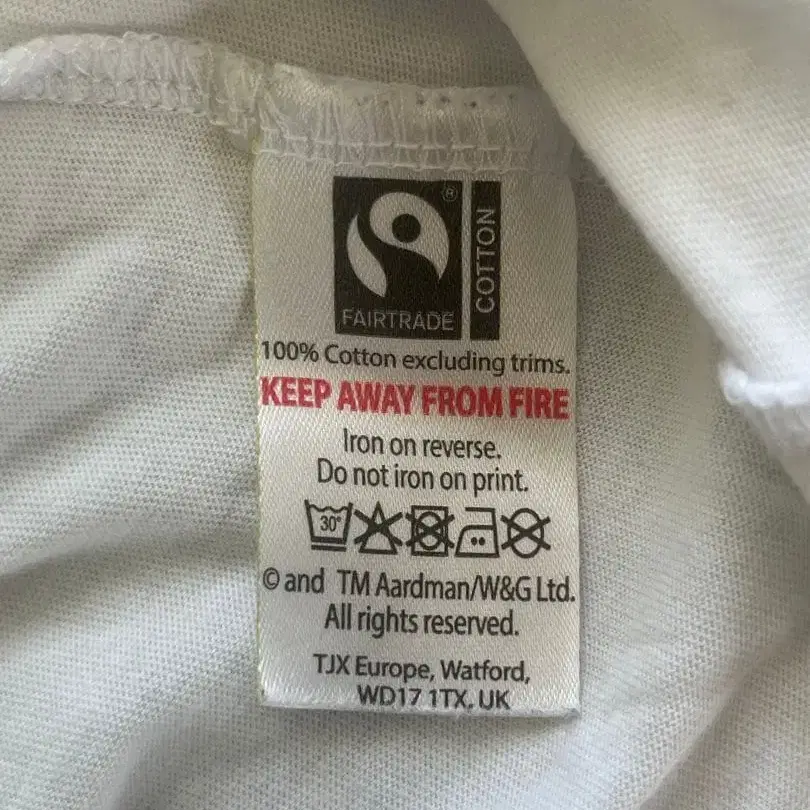 ®
FAIRTRADE
COTTON
100% Cotton excluding trims.
KEEP AWAY FROM FIRE
Iron on reverse.
Do not iron on print.
30°
© and TM Aardman/W&G Ltd.
All rights reserved.
TJX Europe, Watford,
WD17 1TX, UK